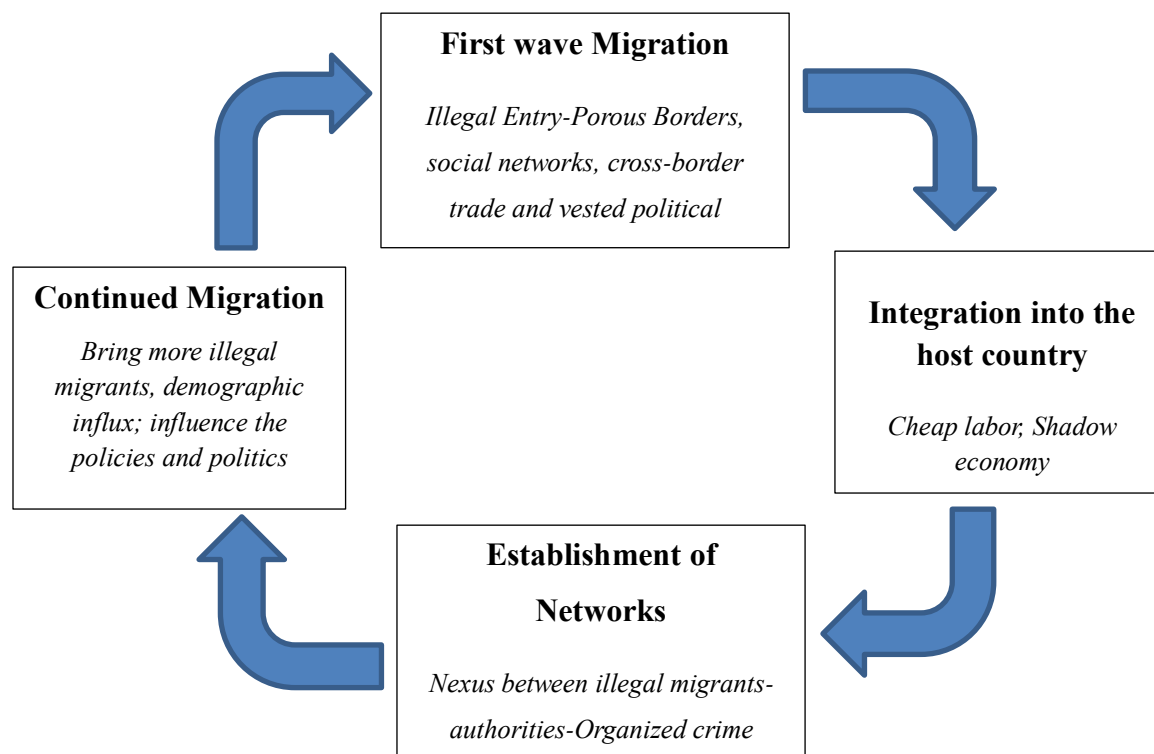 First wave Migration
Illegal Entry-Porous Borders,
social networks, cross-border
trade and vested political
Integration into the
host country
Cheap labor, Shadow
economy
Establishment of
Networks
Nexus between illegal migrants-
authorities-Organized crime
Continued Migration
Bring more illegal
migrants, demographic
influx; influence the
policies and politics